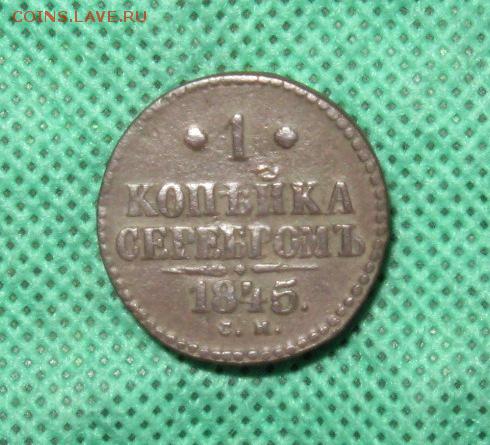 COINS.LAVE.RU
• 1 •
КОПѢЙКА
СЕРЕБРОМЪ
1845.
С. М.